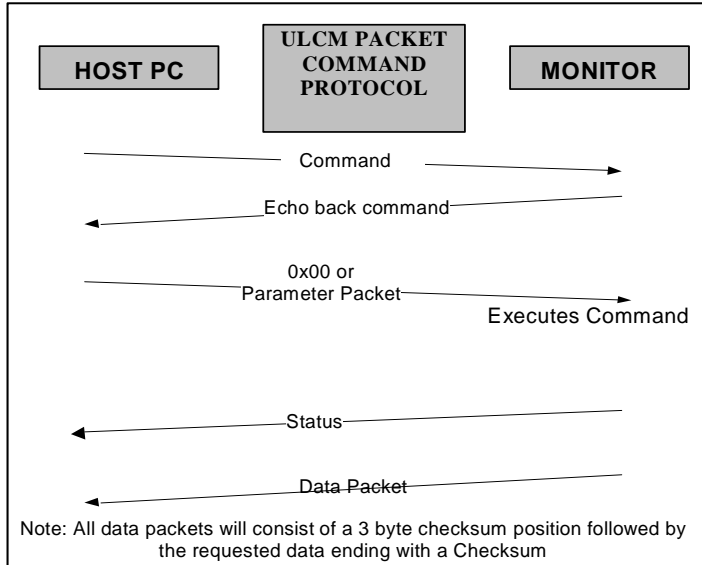 HOST PC
ULCM PACKET
COMMAND
PROTOCOL
MONITOR
Command
Echo back command
0x00 or
Parameter Packet
Executes Command
Status
Data Packet
Note: All data packets will consist of a 3 byte checksum position followed by
the requested data ending with a Checksum